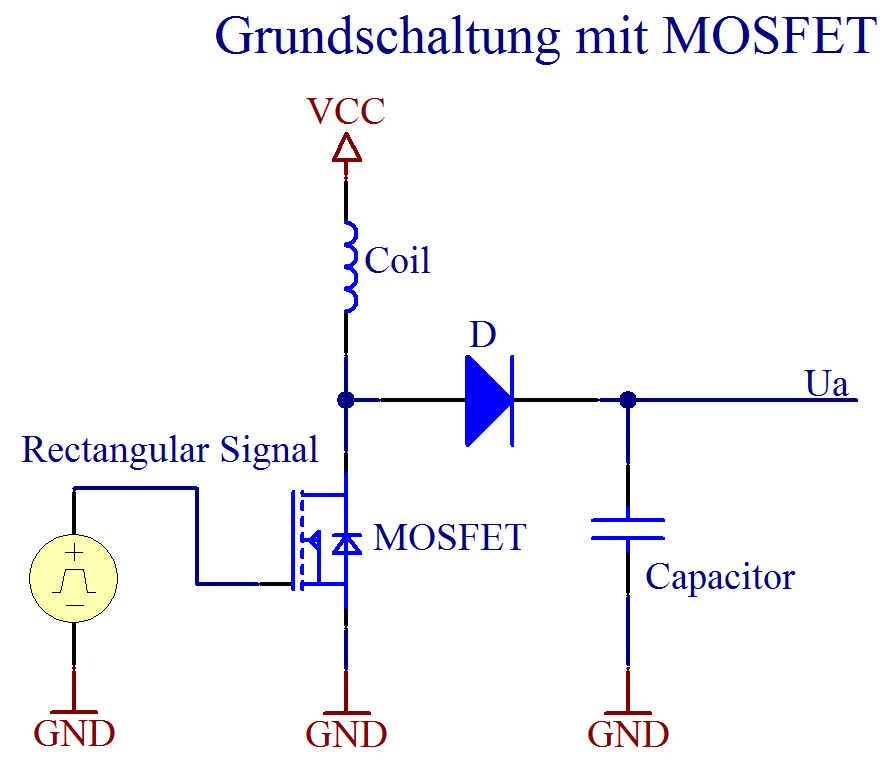 Grundschaltung mit MOSFET
VCC
Coil
D
Ua
Rectangular Signal
MOSFET
Capacitor
GND
GND
GND